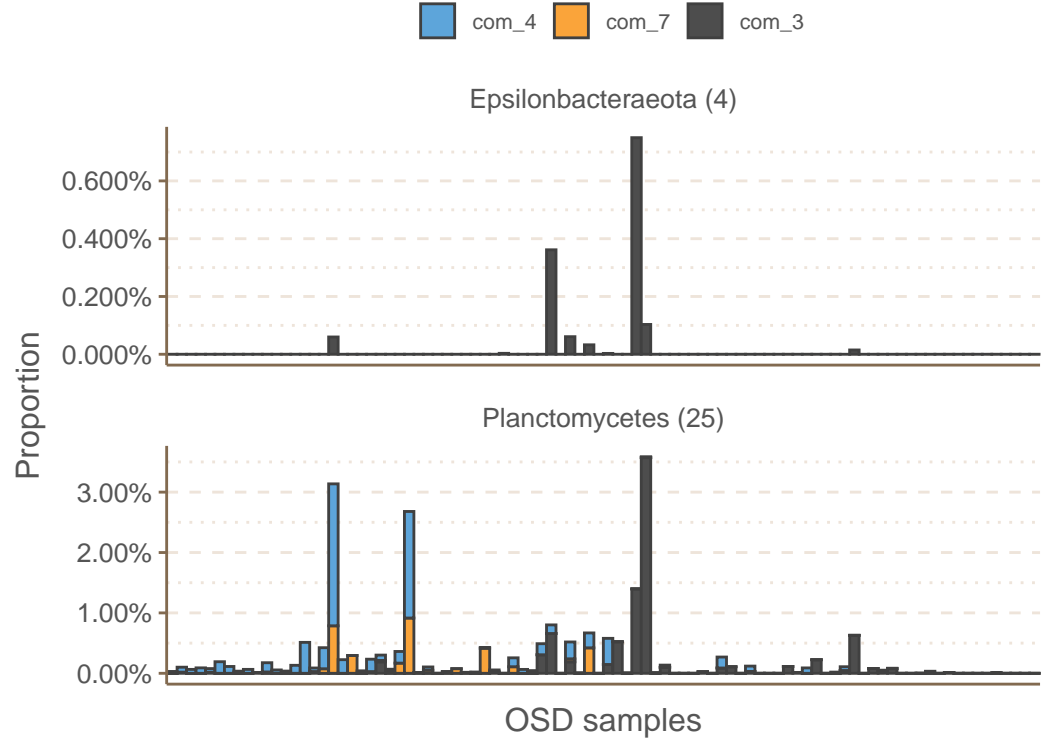 com_4 com_7 com_3
Epsilonbacteraeota (4)
0.600%
0.400%
0.200%
0.000%
Proportion
Planctomycetes (25)
3.00%
2.00%
1.00%
0.00%
OSD samples